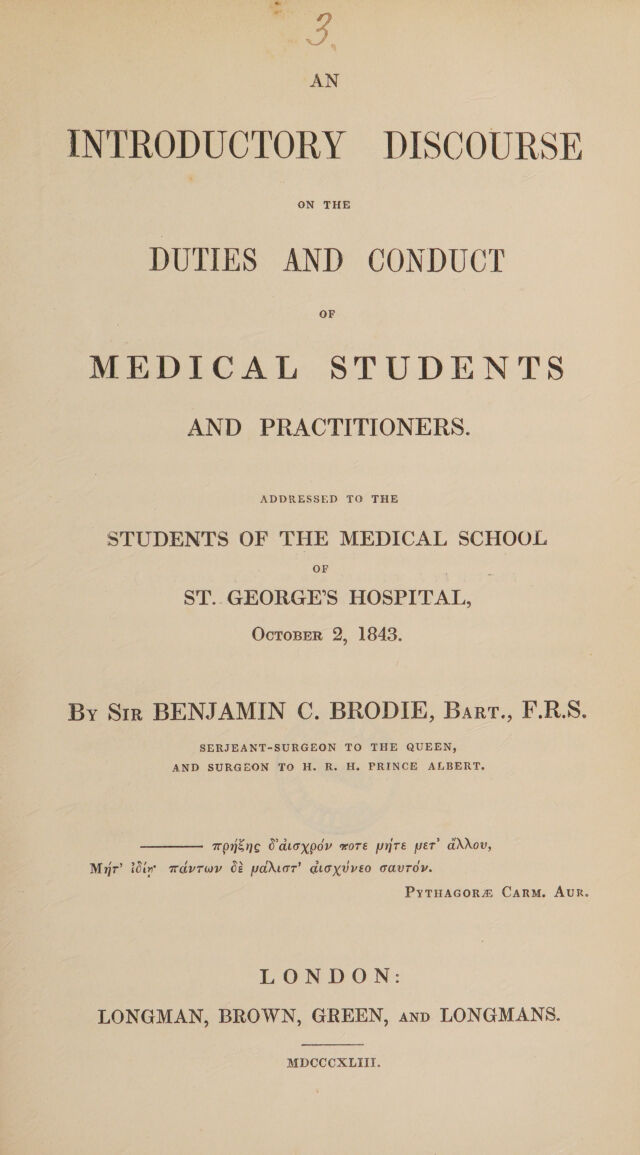 3.
AN
INTRODUCTORY DISCOURSE
ON THE
DUTIES AND CONDUCT
OF
MEDICAL STUDENTS
AND PRACTITIONERS.
ADDRESSED TO THE
STUDENTS OF THE MEDICAL SCHOOL
OF
ST. GEORGE'S HOSPITAL,
OCTOBER 2, 1843.
BY SIR BENJAMIN C. BRODIE, BART., F.R.S.
SERJEANT-SURGEON TO THE QUEEN,
AND SURGEON TO H. R. H. PRINCE ALBERT.
——— πρήξῃς δ'ἀισχρόν ποτε μήτε μετ' ἄλλου,
Μήτ' ἰδίῃ· πάντων δὲ μάλιστ' ἀισχύνεο σαυτόν.
PYTHAGORÆ CARM. AUR.
LONDON:
LONGMAN, BROWN, GREEN, AND LONGMANS.
MDCCCXLIII.